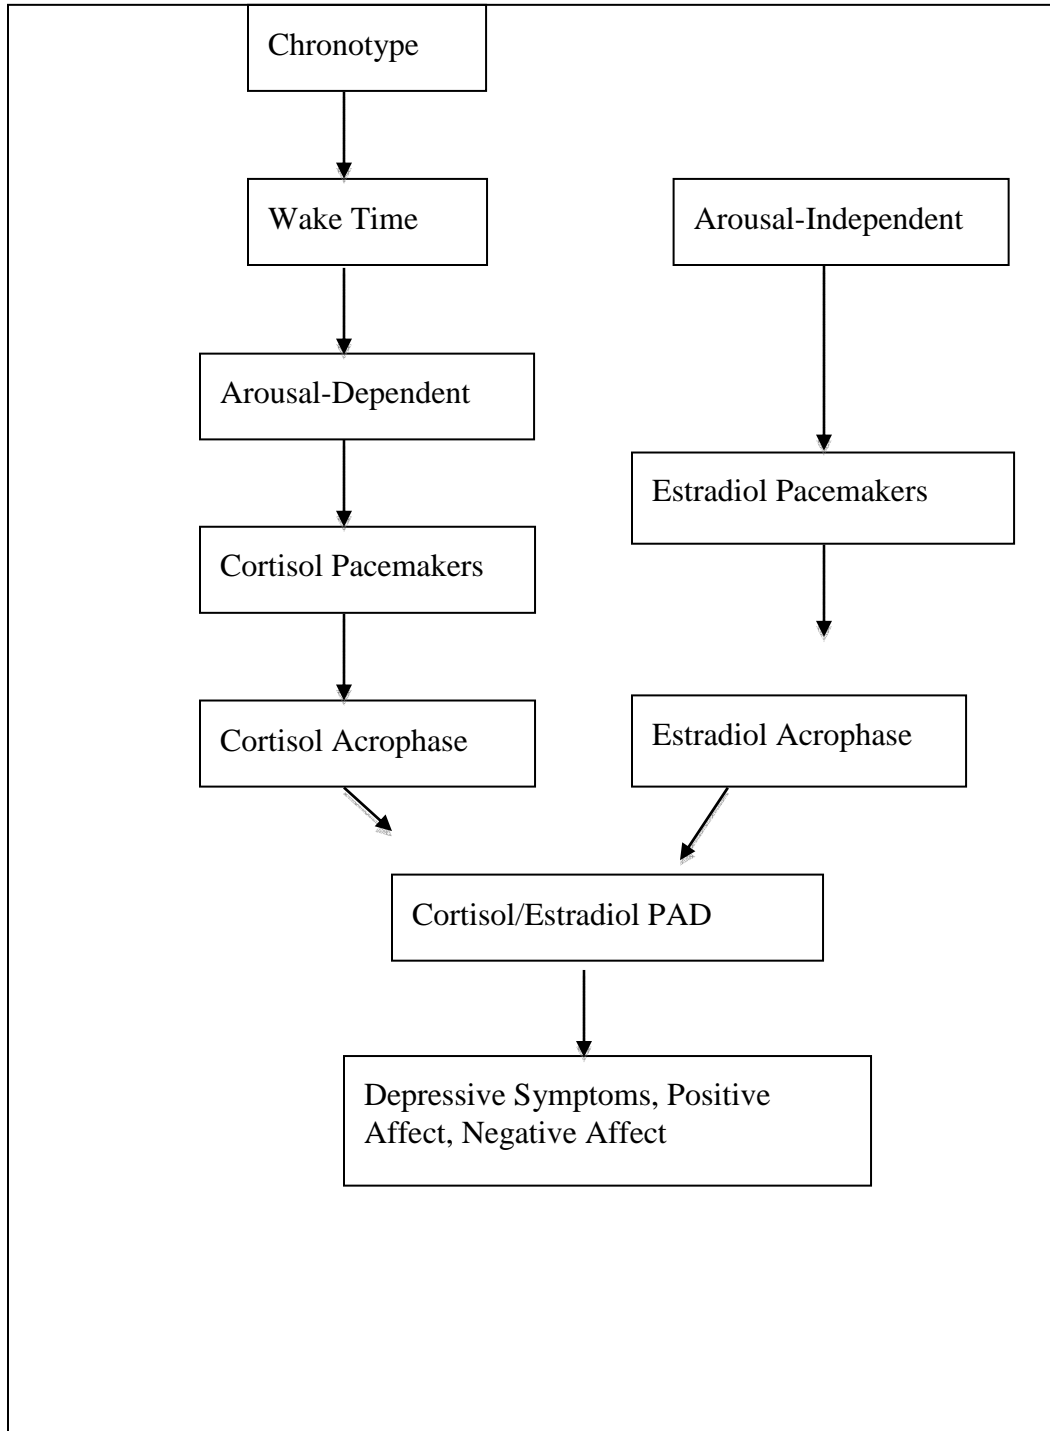 Chronotype
Wake Time
Arousal-Independent
Arousal-Dependent
Estradiol Pacemakers
Cortisol Pacemakers
Cortisol Acrophase
Estradiol Acrophase
Cortisol/Estradiol PAD
Depressive Symptoms, Positive
Affect, Negative Affect